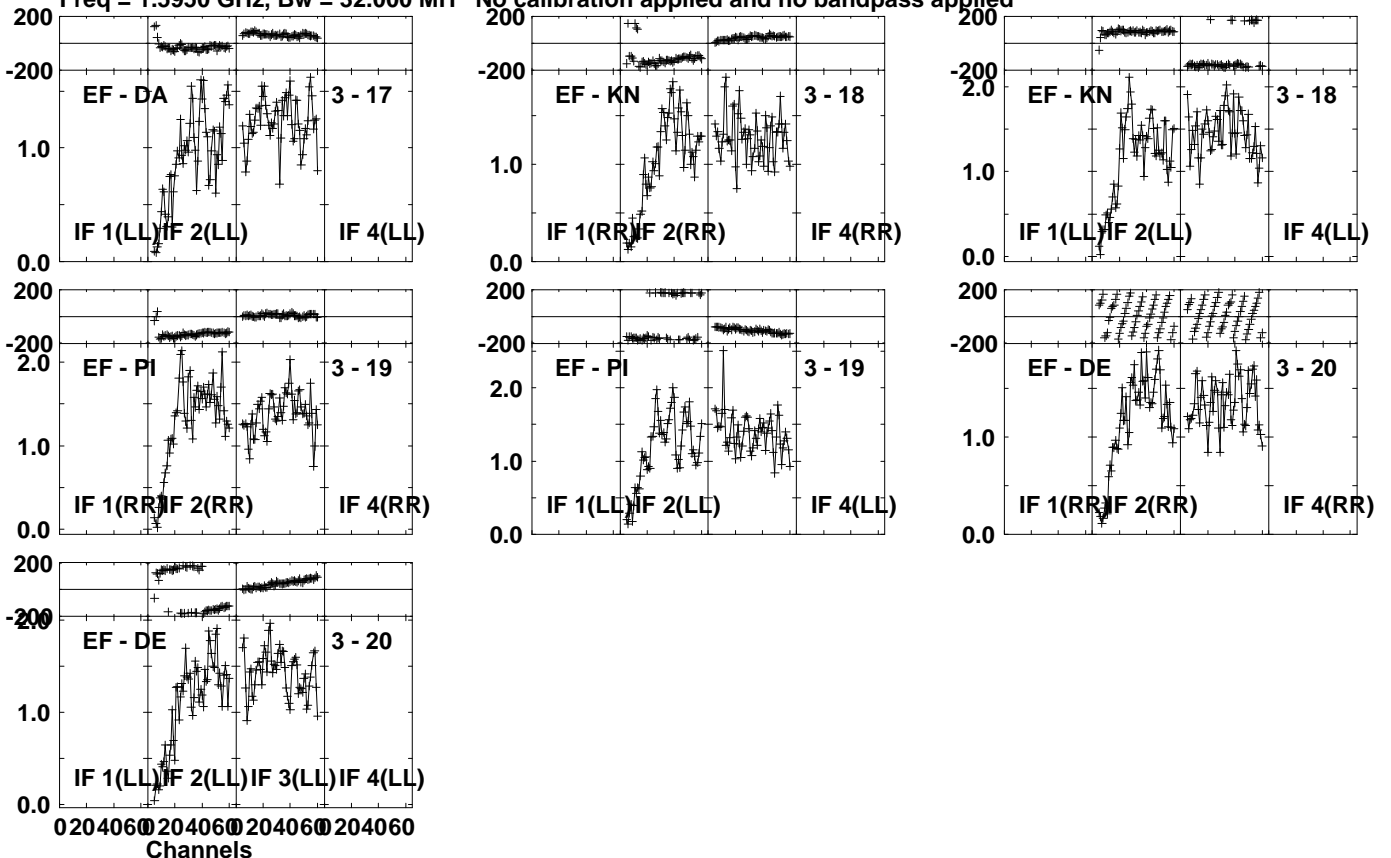 Freq = 1.5950 GHz, Bw = 32.000 MH No calibration applied and no bandpass applied
200
-200
EF - DA
3 - 17
1.0
0.0
IF 1(LL)
IF 2(LL)
IF 4(LL)
200
-200
EF - KN
3 - 18
1.0
0.0
IF 1(RR)
IF 2(RR)
IF 4(RR)
200
-200
2.0
EF - KN
3 - 18
1.0
0.0
IF 1(LL)
IF 2(LL)
IF 4(LL)
200
-200
2.0
EF - PI
3 - 19
1.0
0.0
IF 1(RR)
IF 2(RR)
IF 4(RR)
200
-200
EF - PI
3 - 19
2.0
1.0
0.0
IF 1(LL)
IF 2(LL)
IF 4(LL)
200
-200
EF - DE
3 - 20
1.0
0.0
IF 1(RR)
IF 2(RR)
IF 4(RR)
200
-200
2.0
EF - DE
3 - 20
1.0
0.0
IF 1(LL)
IF 2(LL)
IF 3(LL)
IF 4(LL)
0 20 40 60 0 20 40 60 0 20 40 60 0 20 40 60
Channels